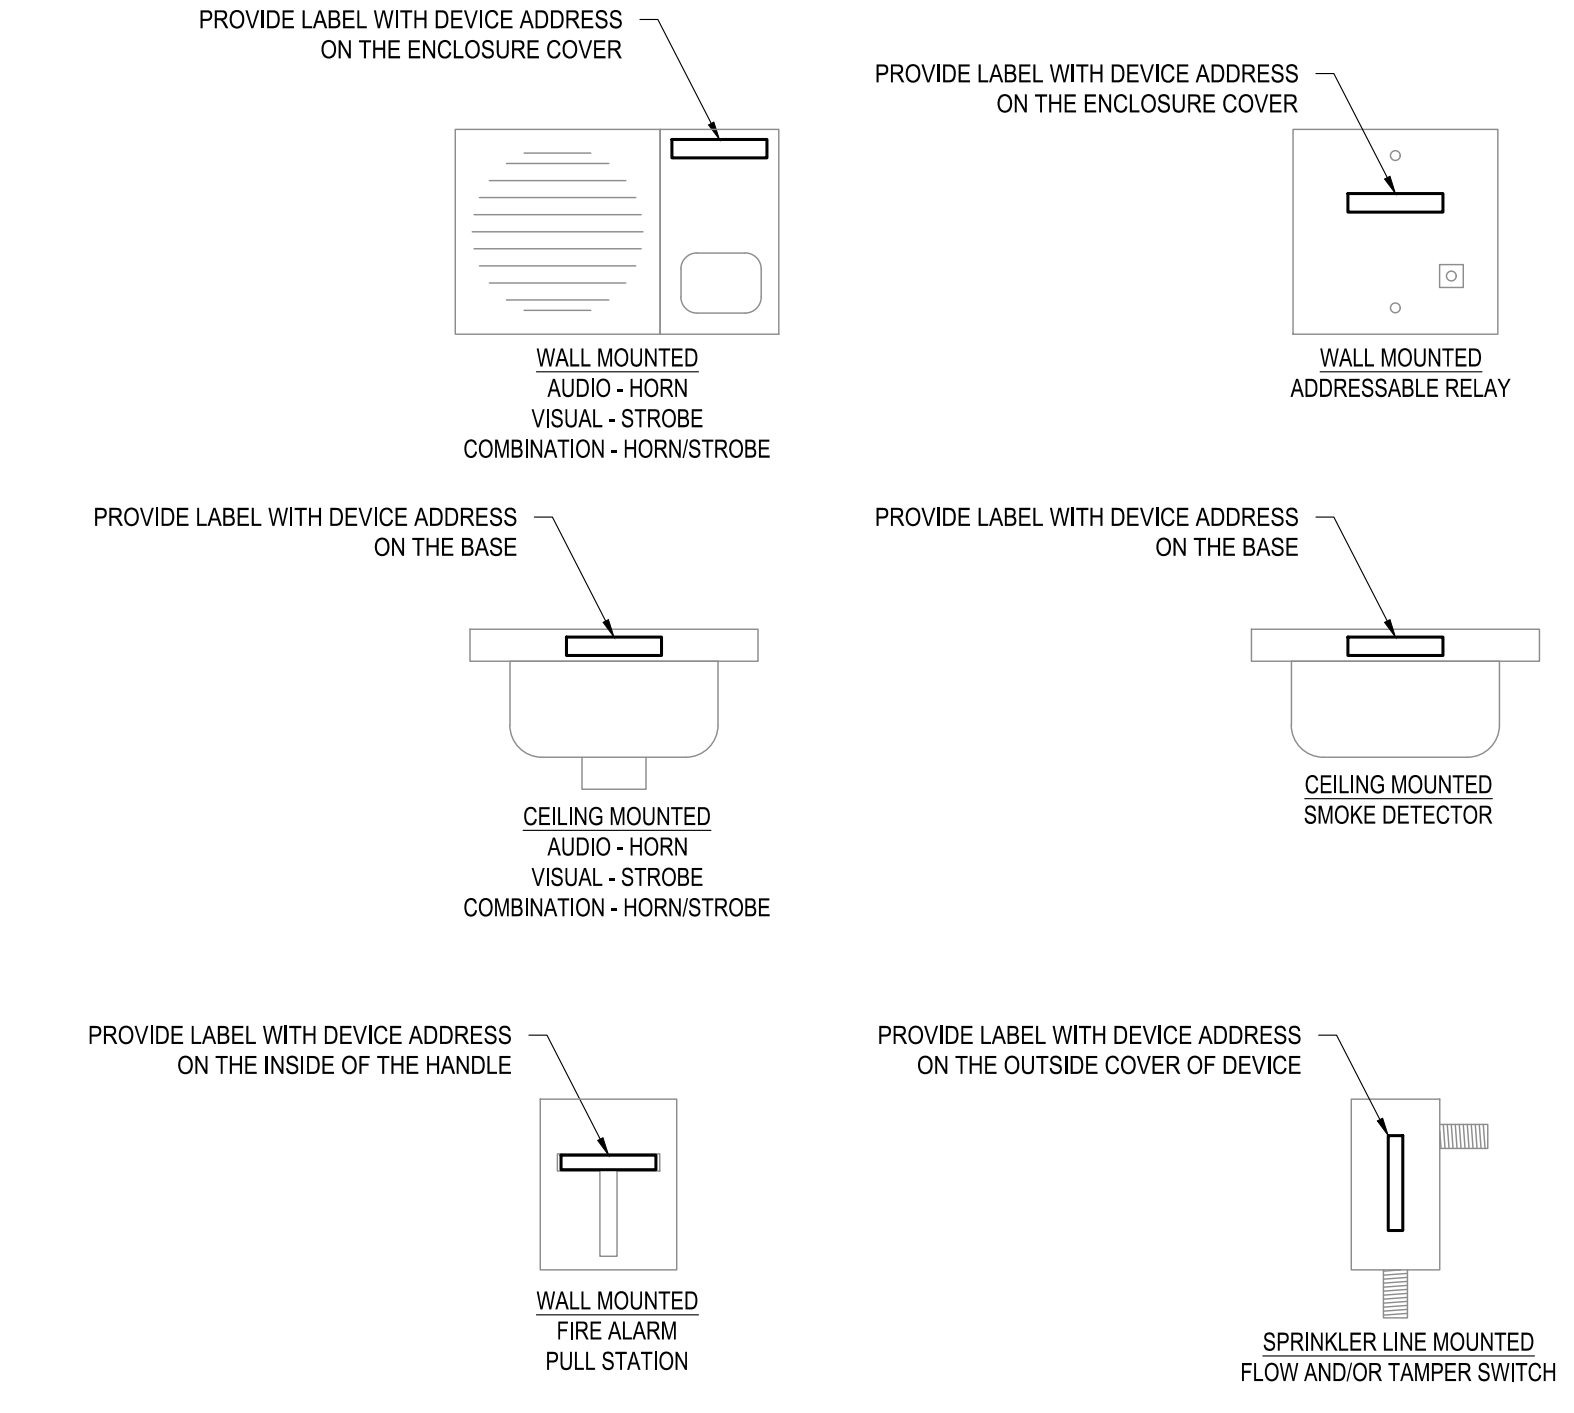 PROVIDE LABEL WITH DEVICE ADDRESS
ON THE ENCLOSURE COVER
WALL MOUNTED
AUDIO - HORN
VISUAL - STROBE
COMBINATION - HORN/STROBE
PROVIDE LABEL WITH DEVICE ADDRESS
ON THE ENCLOSURE COVER
WALL MOUNTED
ADDRESSABLE RELAY
PROVIDE LABEL WITH DEVICE ADDRESS
ON THE BASE
CEILING MOUNTED
AUDIO - HORN
VISUAL - STROBE
COMBINATION - HORN/STROBE
PROVIDE LABEL WITH DEVICE ADDRESS
ON THE BASE
CEILING MOUNTED
SMOKE DETECTOR
PROVIDE LABEL WITH DEVICE ADDRESS
ON THE INSIDE OF THE HANDLE
WALL MOUNTED
FIRE ALARM
PULL STATION
PROVIDE LABEL WITH DEVICE ADDRESS
ON THE OUTSIDE COVER OF DEVICE
SPRINKLER LINE MOUNTED
FLOW AND/OR TAMPER SWITCH